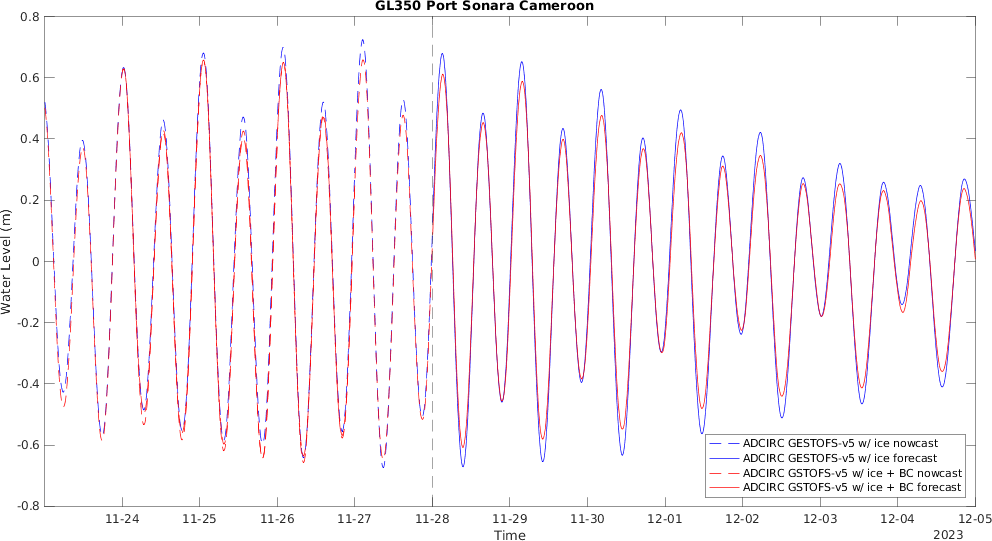 GL350 Port Sonara Cameroon
0.8
0.6
0.4
0.2
0
-0.2
-0.4
-0.6
-0.8
Water Level (m)
ADCIRC GESTOFS-v5 w/ ice nowcast
ADCIRC GESTOFS-v5 w/ ice forecast
ADCIRC GSTOFS-v5 w/ ice + BC nowcast
ADCIRC GSTOFS-v5 w/ ice + BC forecast
11-24 11-25 11-26 11-27 11-28 11-29 11-30 12-01 12-02 12-03 12-04 12-05
Time
2023